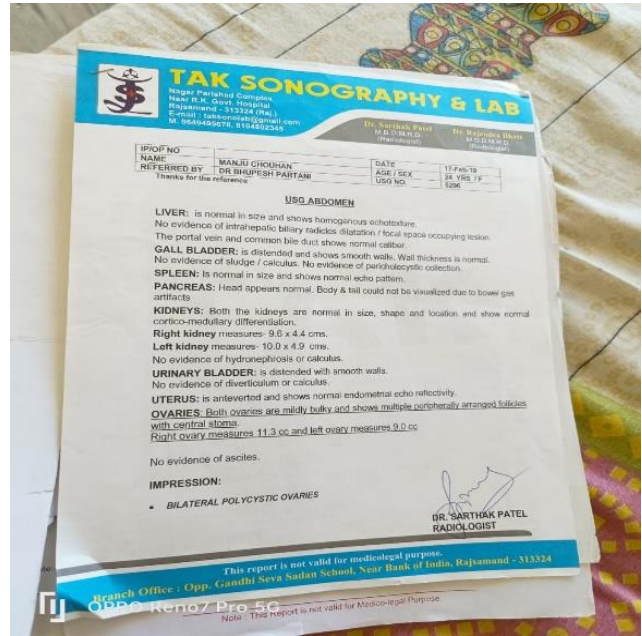 TAK SONOGRAPHY & LAB
Nagar Parishad Complex
Near R.K. Govt. Hospital
Rajsamand - 313324 (Raj.)
E-mail : taksonolab@gmail.com
Dr. Sarthak Patel
M.B.D.M.R.D.
(Radiologist)
Dr. Rajendra Bhatt
M.D.D.M.R.D.
(Radiologist)
IP/OP NO DATE 17-Feb-19
NAME MANJU CHOUHAN AGE / SEX 24 YRS / F
REFERRED BY DR BHUPESH PARTANI USG NO. 5296
Thanks for the reference
USG ABDOMEN
LIVER: is normal in size and shows homogenous echotexture.
No evidence of intrahepatic biliary radicles dilatation / focal space occupying lesion.
The portal vein and common bile duct shows normal calibar.
GALL BLADDER: is distended and shows smooth walls. Wall thickness is normal.
No evidence of sludge / calculus. No evidence of pericholecystic collection.
SPLEEN: Is normal in size and shows normal echo pattern.
PANCREAS: Head appears normal. Body & tail could not be visualized due to bowel gas
artifacts
KIDNEYS: Both the kidneys are normal in size, shape and location and show normal
cortico-medullary differentiation.
Right kidney measures- 9.6 x 4.4 cms.
Left kidney measures- 10.0 x 4.9 cms.
No evidence of hydronephrosis or calculus.
URINARY BLADDER: is distended with smooth walls.
No evidence of diverticulum or calculus.
UTERUS: is anteverted and shows normal endometrial echo reflectivity.
OVARIES: Both ovaries are mildly bulky and shows multiple peripherally arranged follicles
with central stoma.
Right ovary measures 11.3 cc and left ovary measures 9.0 cc
No evidence of ascites.
IMPRESSION:
• BILATERAL POLYCYSTIC OVARIES
DR. SARTHAK PATEL
RADIOLOGIST
This report is not valid for medicolegal purpose.
Branch Office : Opp. Gandhi Seva Sadan School, Near Bank of India, Rajsamand - 313324
OPPO Reno7 Pro 5G
Note : This Report is not valid for Medico-legal Purpose